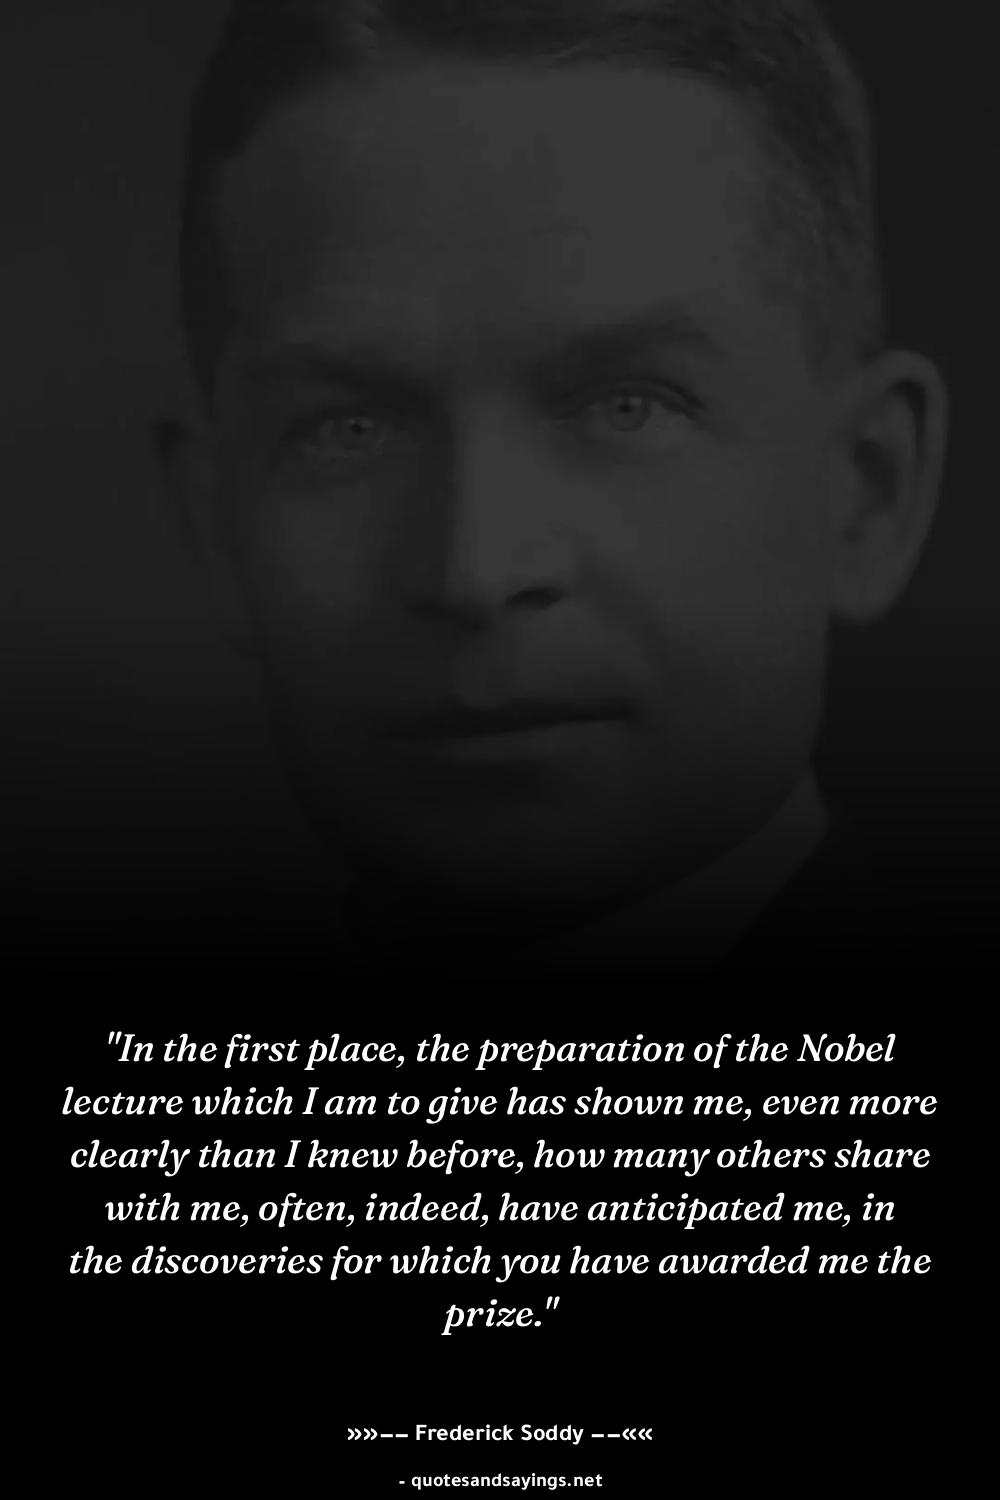 "In the first place, the preparation of the Nobel
lecture which I am to give has shown me, even more
clearly than I knew before, how many others share
with me, often, indeed, have anticipated me, in
the discoveries for which you have awarded me the
prize."
»»−− Frederick Soddy −−««
- quotesandsayings.net